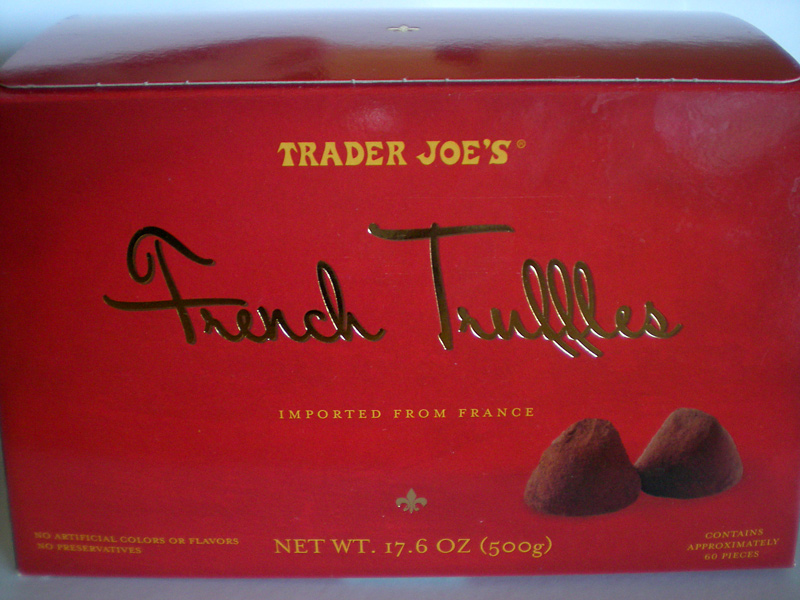 TRADER JOE'S®
French Truffles
IMPORTED FROM FRANCE
NO ARTIFICIAL COLORS OR FLAVORS
NO PRESERVATIVES
NET WT. 17.6 OZ (500g)
CONTAINS
APPROXIMATELY
60 PIECES